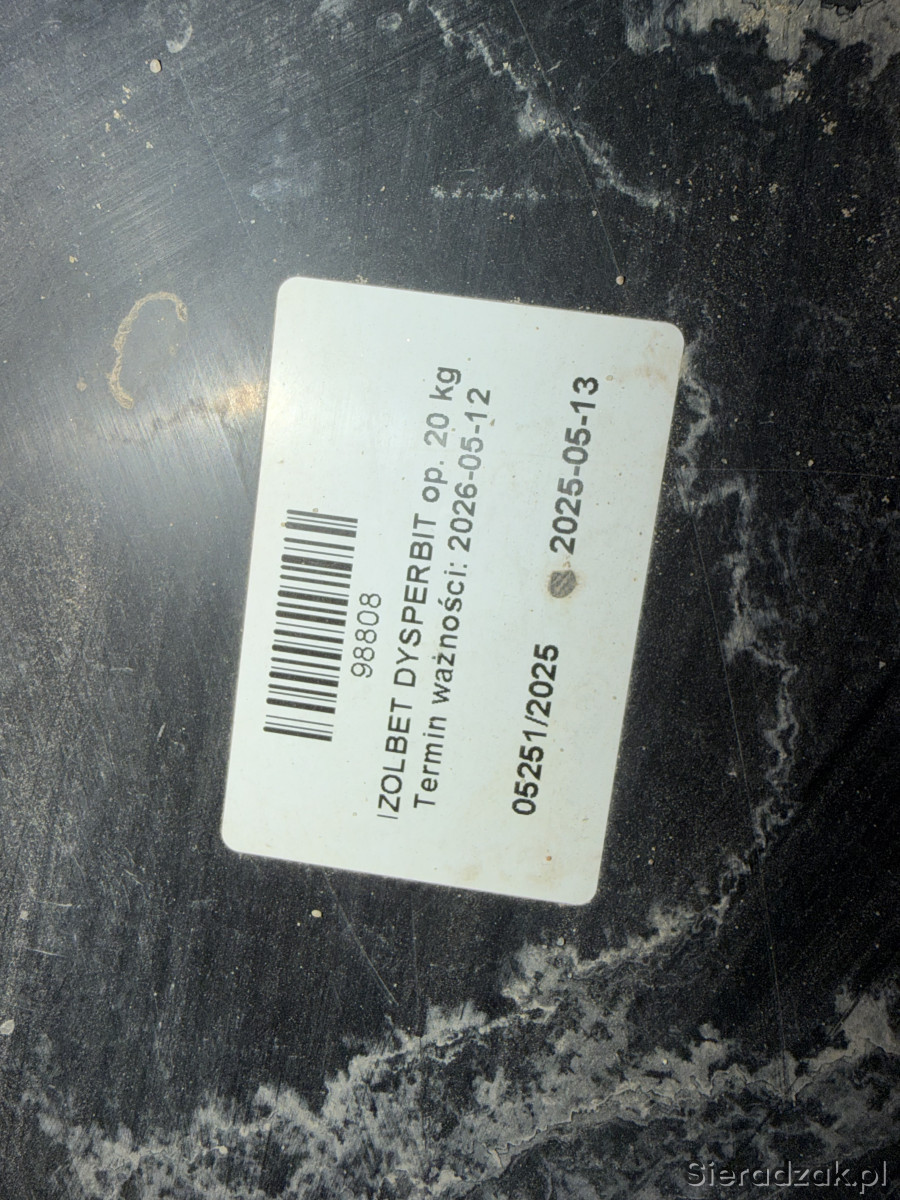 98808
IZOLBET DYSPERBIT op. 20 kg
Termin ważności: 2026-05-12
05251/2025 2025-05-13
Sieradzak.pl